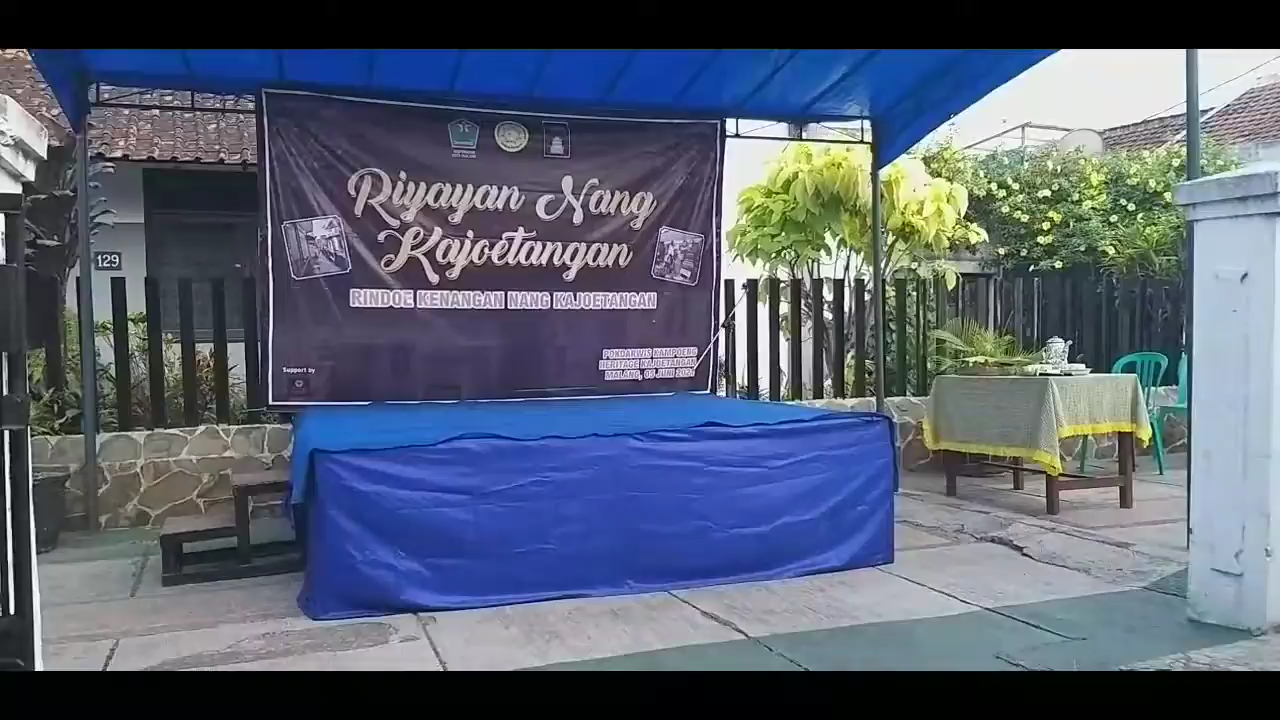 Riyayan Nang
Kajoetangan
RINDOE KENANGAN NANG KAJOETANGAN
129
Support by
POKDARWIS KAMPOENG
HERITAGE KAJOETANGAN
MALANG, 05 JUNI 2021